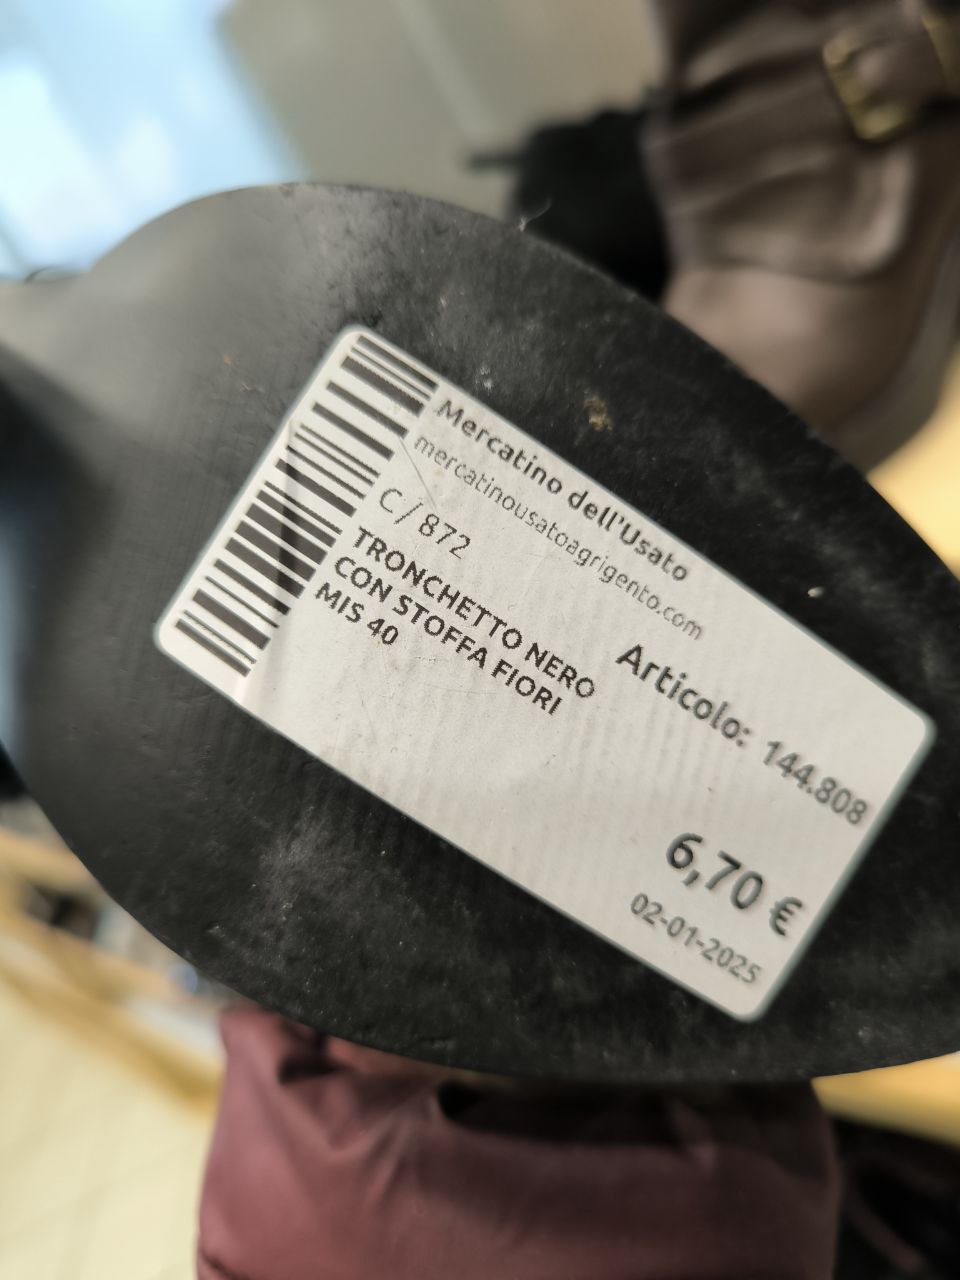 Mercatino dell'Usato
mercatinousatoagrigento.com
C/872
TRONCHETTO NERO
CON STOFFA FIORI
MIS 40
Articolo: 144.808
6,70 €
02-01-2025